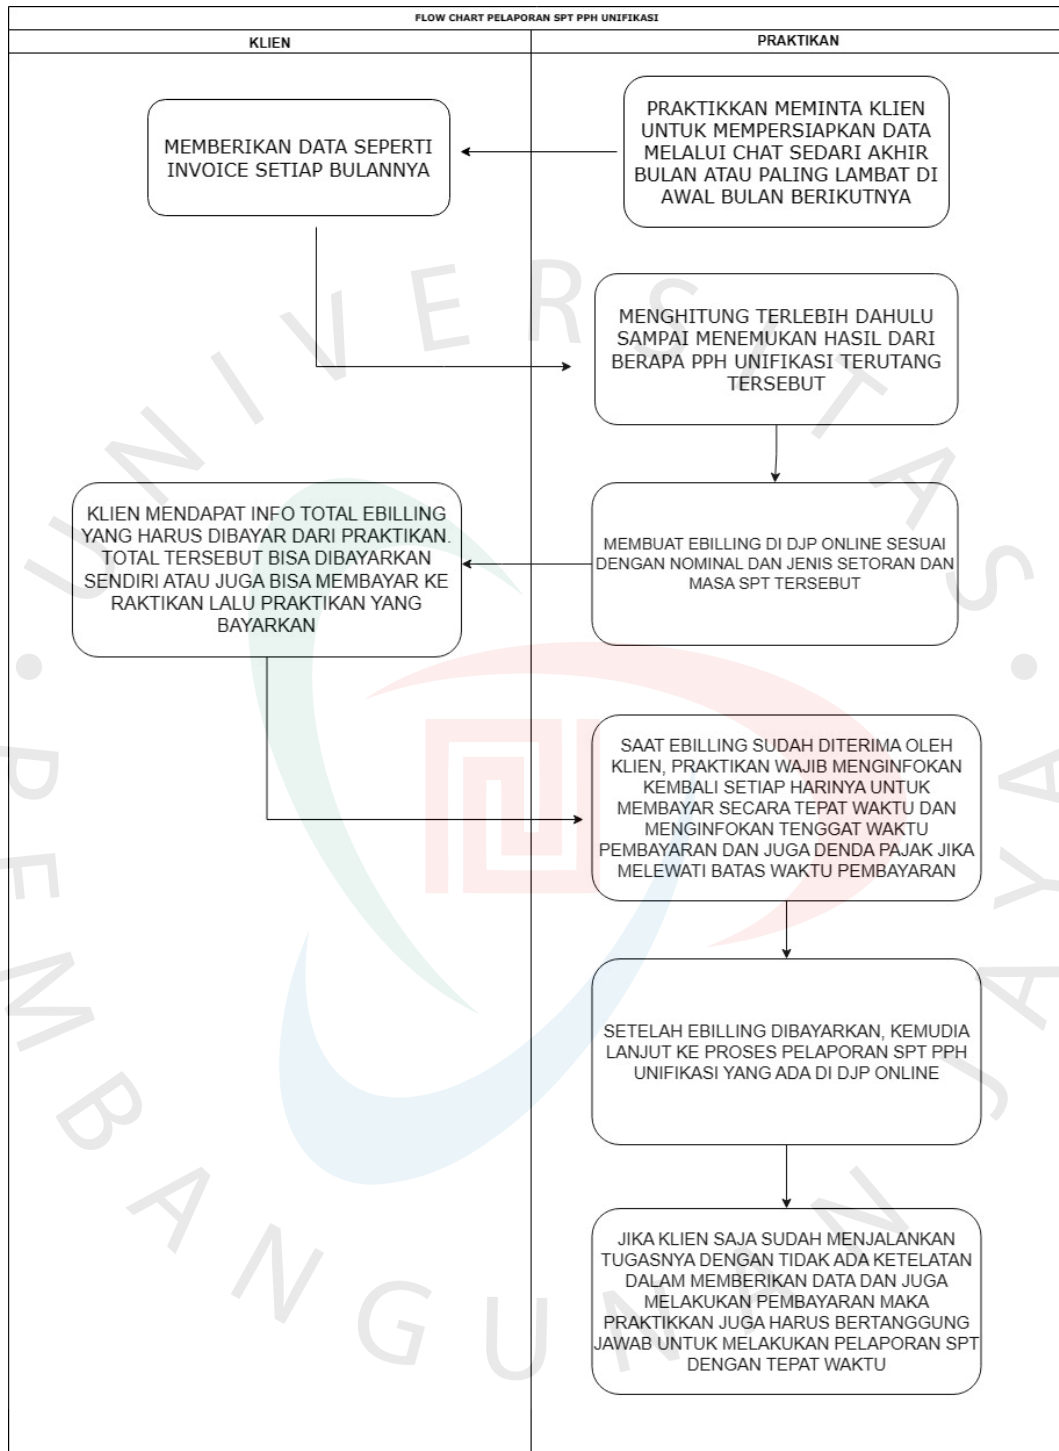 FLOW CHART PELAPORAN SPT PPH UNIFIKASI
KLIEN
PRAKTIKAN
PRAKTIKKAN MEMINTA KLIEN
UNTUK MEMPERSIAPKAN DATA
MELALUI CHAT SEDARI AKHIR
BULAN ATAU PALING LAMBAT DI
AWAL BULAN BERIKUTNYA
MEMBERIKAN DATA SEPERTI
INVOICE SETIAP BULANNYA
MENGHITUNG TERLEBIH DAHULU
SAMPAI MENEMUKAN HASIL DARI
BERAPA PPH UNIFIKASI TERUTANG
TERSEBUT
MEMBUAT EBILLING DI DJP ONLINE SESUAI
DENGAN NOMINAL DAN JENIS SETORAN DAN
MASA SPT TERSEBUT
KLIEN MENDAPAT INFO TOTAL EBILLING
YANG HARUS DIBAYAR DARI PRAKTIKAN.
TOTAL TERSEBUT BISA DIBAYARKAN
SENDIRI ATAU JUGA BISA MEMBAYAR KE
RAKTIKAN LALU PRAKTIKAN YANG
BAYARKAN
SAAT EBILLING SUDAH DITERIMA OLEH
KLIEN, PRAKTIKAN WAJIB MENGINFOKAN
KEMBALI SETIAP HARINYA UNTUK
MEMBAYAR SECARA TEPAT WAKTU DAN
MENGINFOKAN TENGGAT WAKTU
PEMBAYARAN DAN JUGA DENDA PAJAK JIKA
MELEWATI BATAS WAKTU PEMBAYARAN
SETELAH EBILLING DIBAYARKAN, KEMUDIA
LANJUT KE PROSES PELAPORAN SPT PPH
UNIFIKASI YANG ADA DI DJP ONLINE
JIKA KLIEN SAJA SUDAH MENJALANKAN
TUGASNYA DENGAN TIDAK ADA KETELATAN
DALAM MEMBERIKAN DATA DAN JUGA
MELAKUKAN PEMBAYARAN MAKA
PRAKTIKKAN JUGA HARUS BERTANGGUNG
JAWAB UNTUK MELAKUKAN PELAPORAN SPT
DENGAN TEPAT WAKTU
UNIVERSITAS
PEMBANGUNAN JAYA